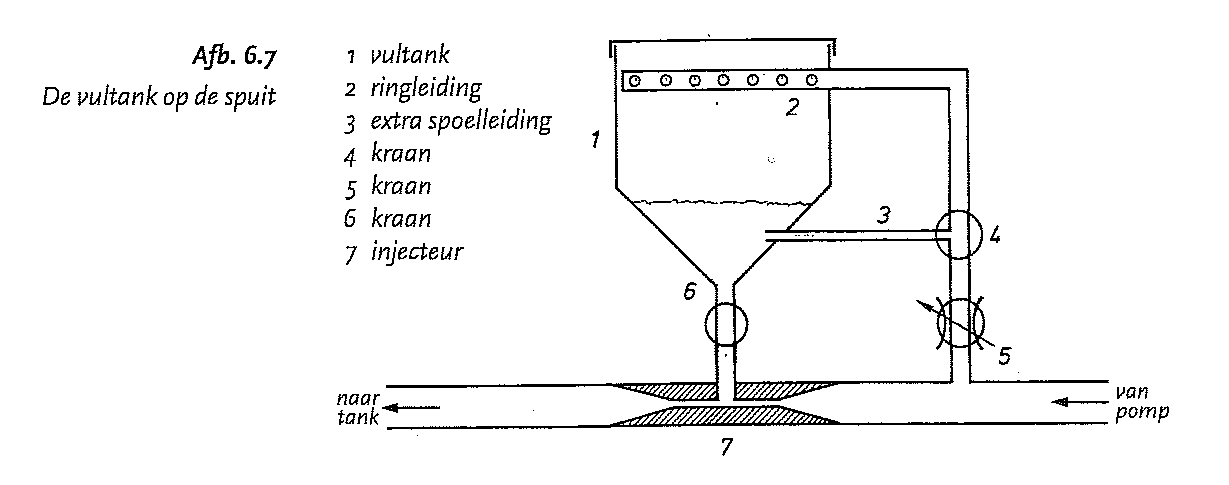 Afb. 6.7
De vultank op de spuit
1 vultank
2 ringleiding
3 extra spoelleiding
4 kraan
5 kraan
6 kraan
7 injecteur
2
1
3
4
6
5
naar
tank
van
pomp
7